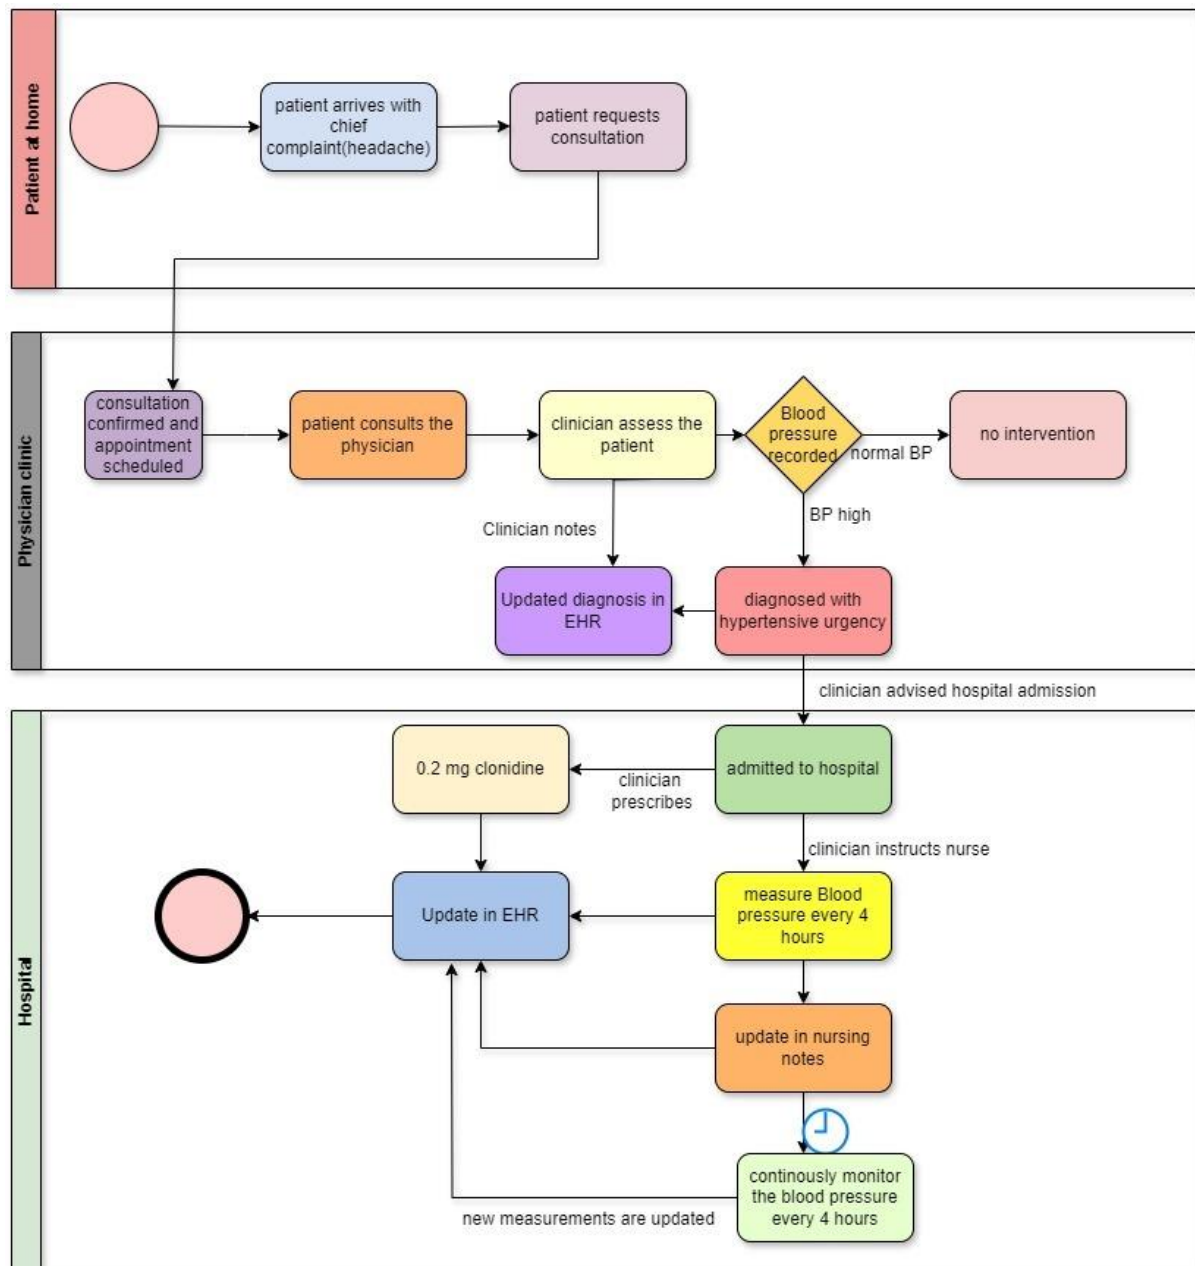 Patient at home
patient arrives with
chief
complaint(headache)
patient requests
consultation
Physician clinic
consultation
confirmed and
appointment
scheduled
patient consults the
physician
clinician assess the
patient
Blood
pressure
recorded
normal BP
no intervention
Clinician notes
BP high
Updated diagnosis in
EHR
diagnosed with
hypertensive urgency
clinician advised hospital admission
Hospital
0.2 mg clonidine
clinician
prescribes
admitted to hospital
clinician instructs nurse
Update in EHR
measure Blood
pressure every 4
hours
update in nursing
notes
continously monitor
the blood pressure
every 4 hours
new measurements are updated